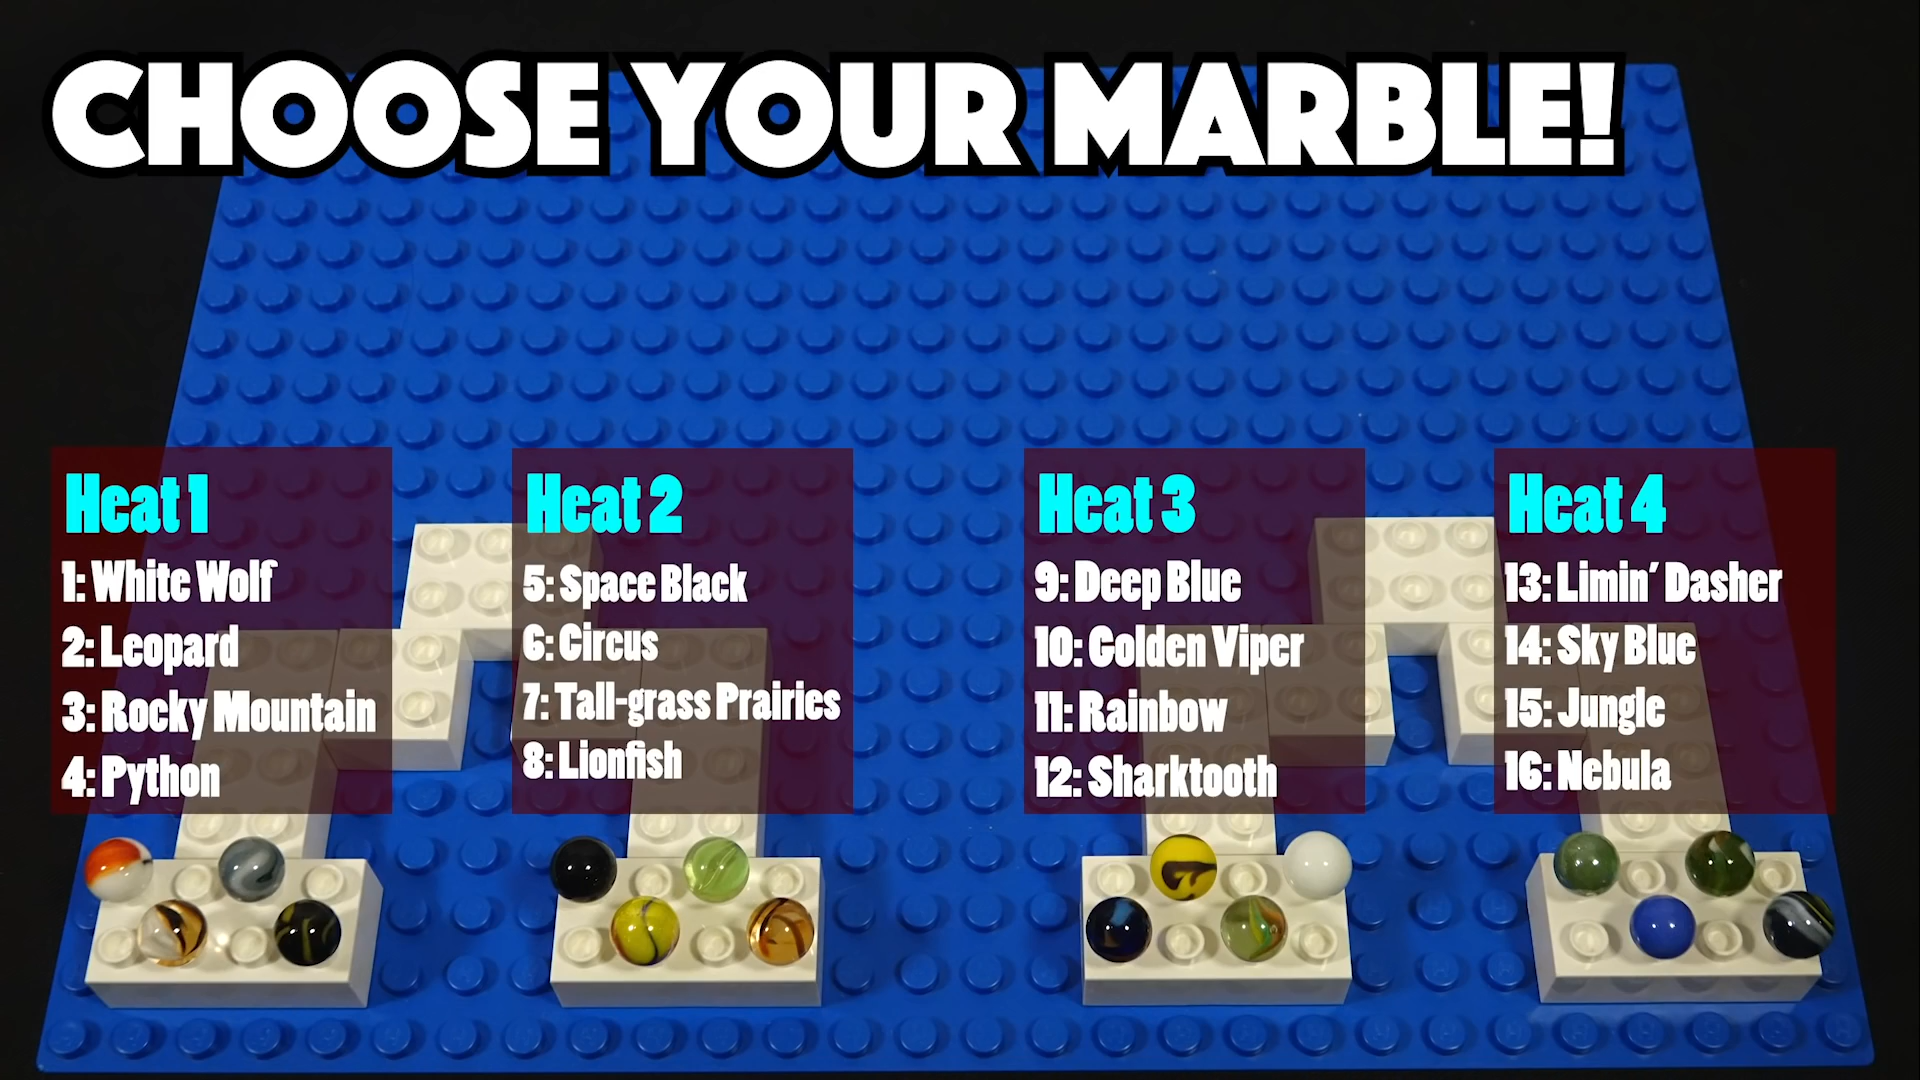 CHOOSE YOUR MARBLE!
Heat 1
1: White Wolf
2: Leopard
3: Rocky Mountain
4: Python
Heat 2
5: Space Black
6: Circus
7: Tall-grass Prairies
8: Lionfish
Heat 3
9: Deep Blue
10: Golden Viper
11: Rainbow
12: Sharktooth
Heat 4
13: Limin' Dasher
14: Sky Blue
15: Jungle
16: Nebula